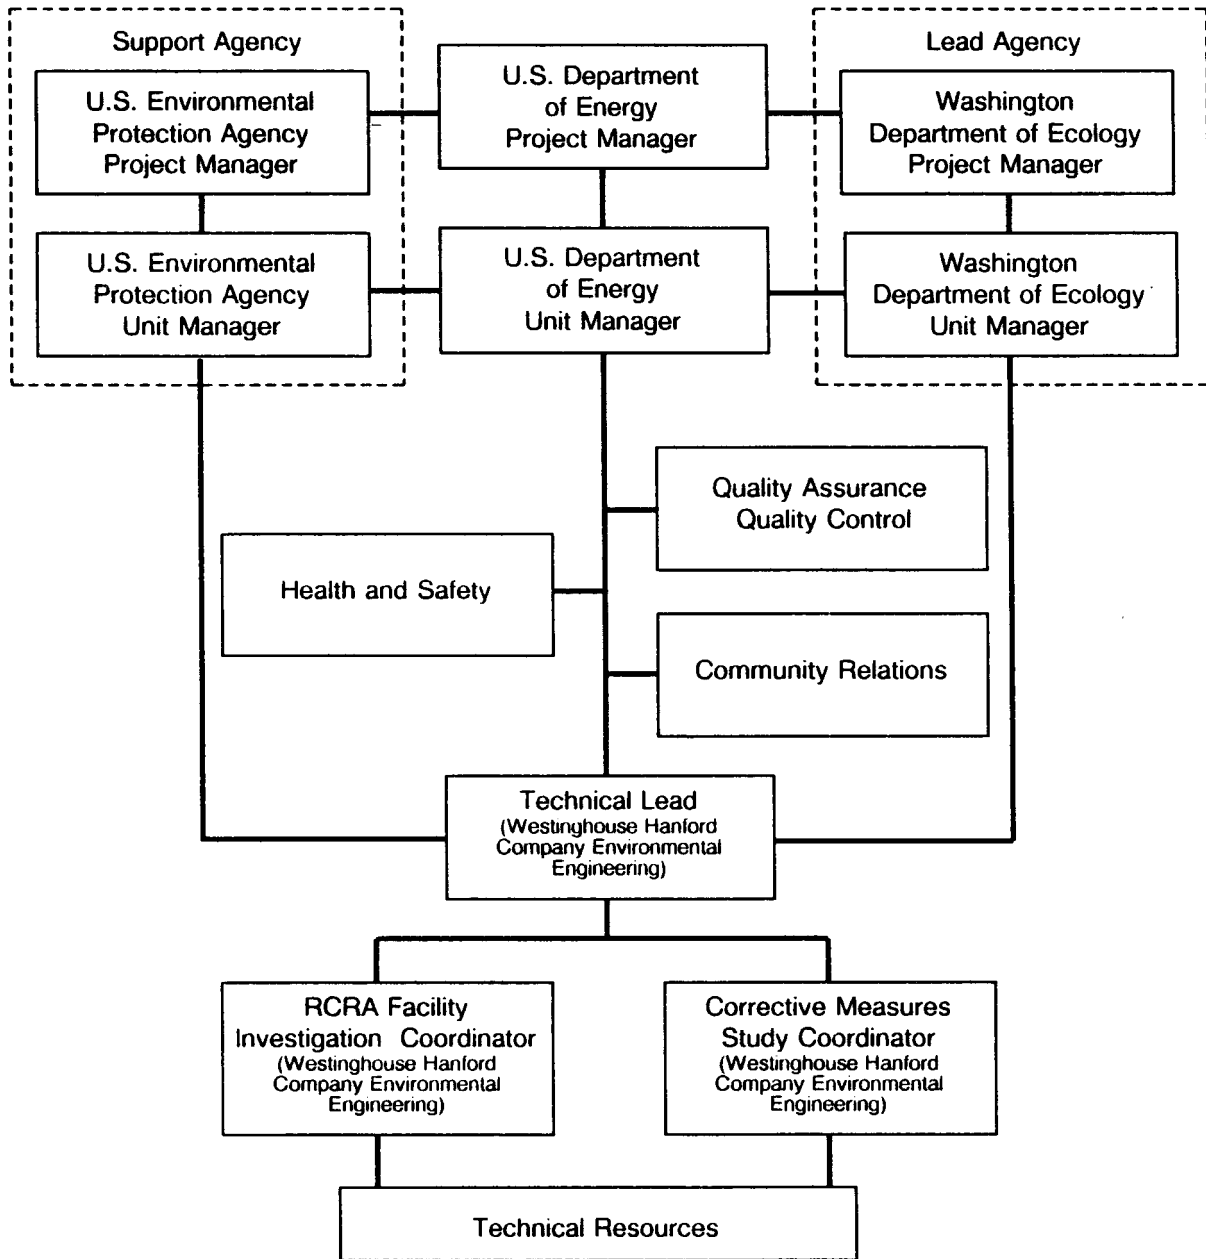 Support Agency
U.S. Environmental
Protection Agency
Project Manager
U.S. Department
of Energy
Project Manager
Lead Agency
Washington
Department of Ecology
Project Manager
U.S. Environmental
Protection Agency
Unit Manager
U.S. Department
of Energy
Unit Manager
Washington
Department of Ecology
Unit Manager
Quality Assurance
Quality Control
Health and Safety
Community Relations
Technical Lead
(Westinghouse Hanford
Company Environmental
Engineering)
RCRA Facility
Investigation Coordinator
(Westinghouse Hanford
Company Environmental
Engineering)
Corrective Measures
Study Coordinator
(Westinghouse Hanford
Company Environmental
Engineering)
Technical Resources